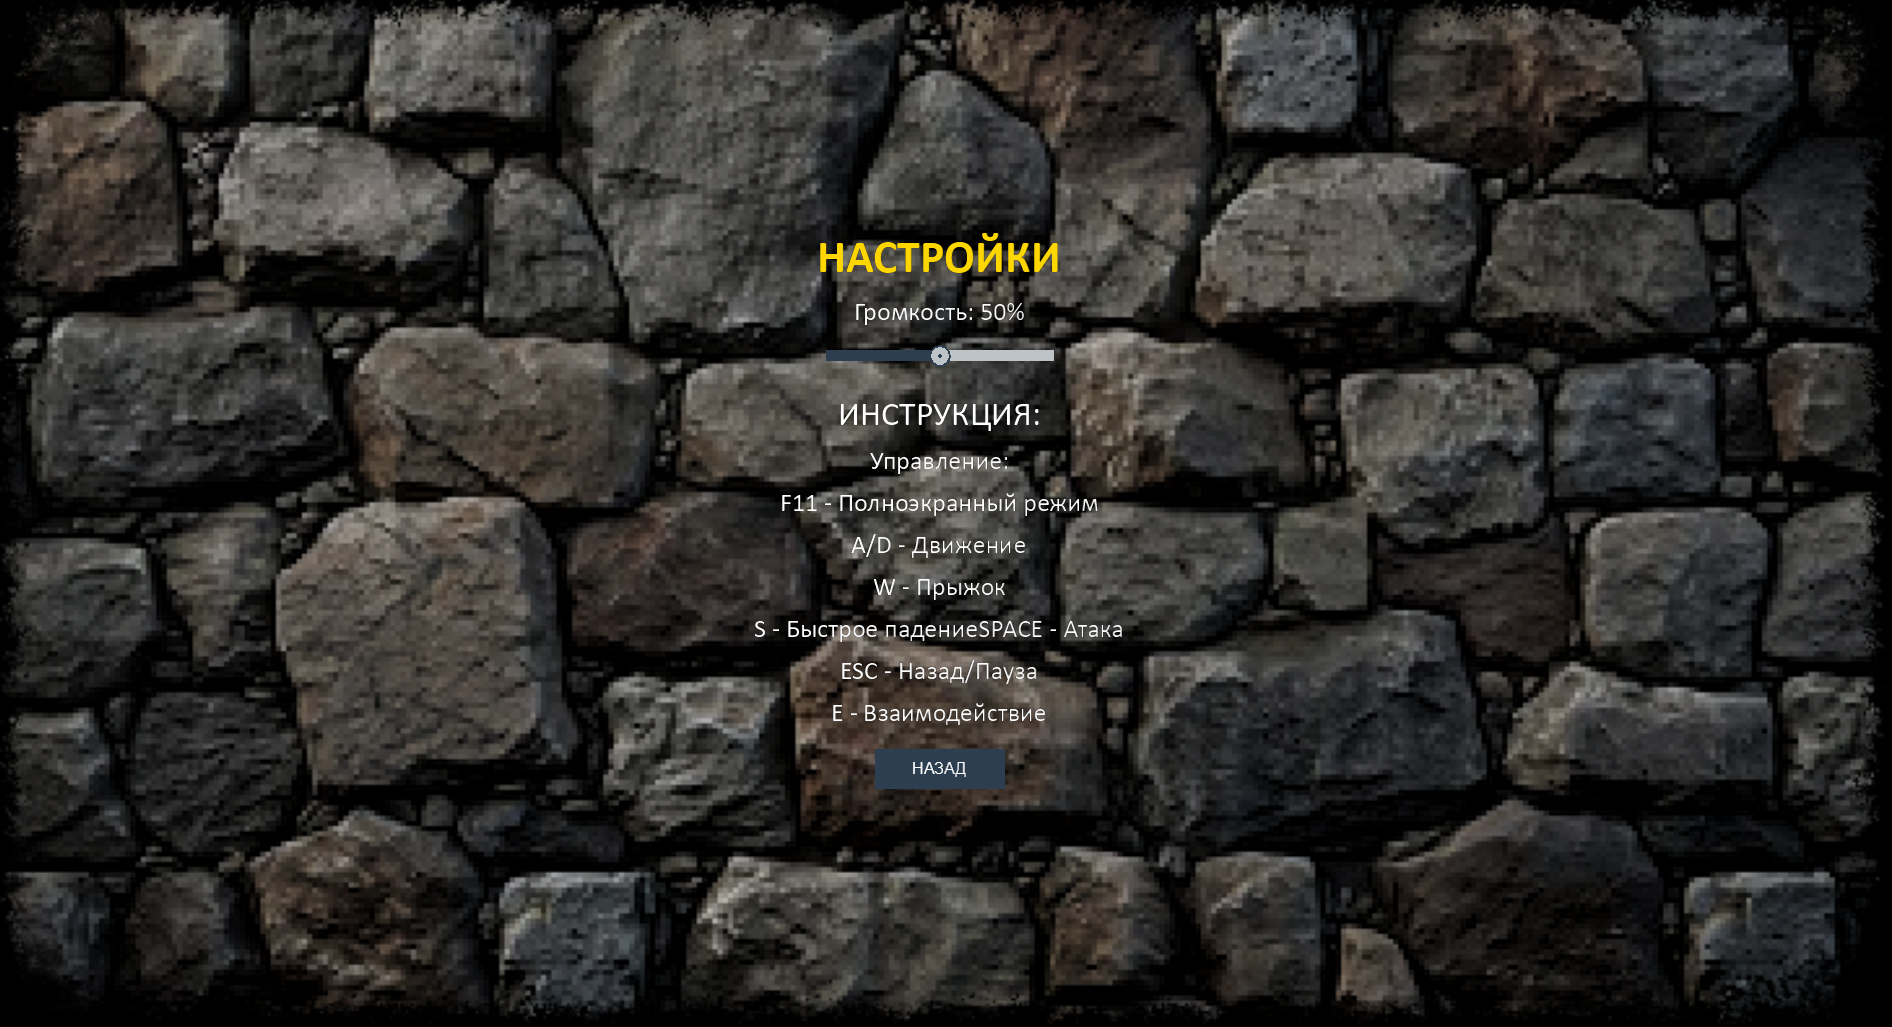 НАСТРОЙКИ
Громкость: 50%
ИНСТРУКЦИЯ:
Управление:
F11 - Полноэкранный режим
A/D - Движение
W - Прыжок
S - Быстрое падениеSPACE - Атака
ESC - Назад/Пауза
E - Взаимодействие
НАЗАД